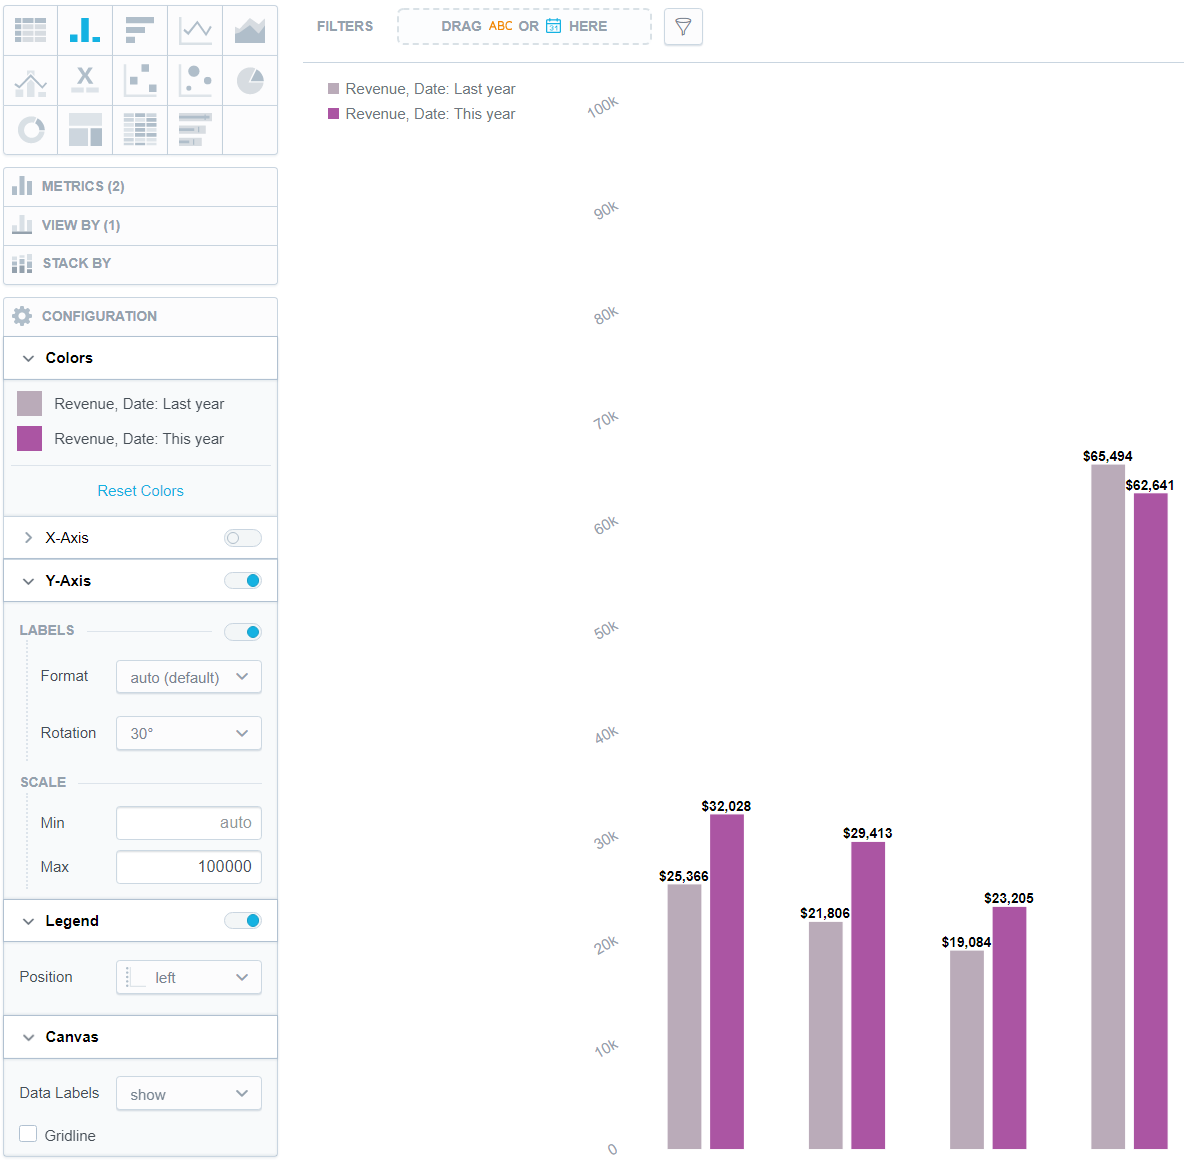 FILTERS
DRAG ABC OR 31 HERE
X
METRICS (2)
VIEW BY (1)
STACK BY
CONFIGURATION
Colors
Revenue, Date: Last year
Revenue, Date: This year
Reset Colors
X-Axis
Y-Axis
LABELS
Format auto (default)
Rotation 30°
SCALE
Min auto
Max 100000
Legend
Position left
Canvas
Data Labels show
Gridline
Revenue, Date: Last year
Revenue, Date: This year
100k
90k
80k
70k
60k
50k
40k
30k
20k
10k
0
$25,366
$32,028
$21,806
$29,413
$19,084
$23,205
$65,494
$62,641